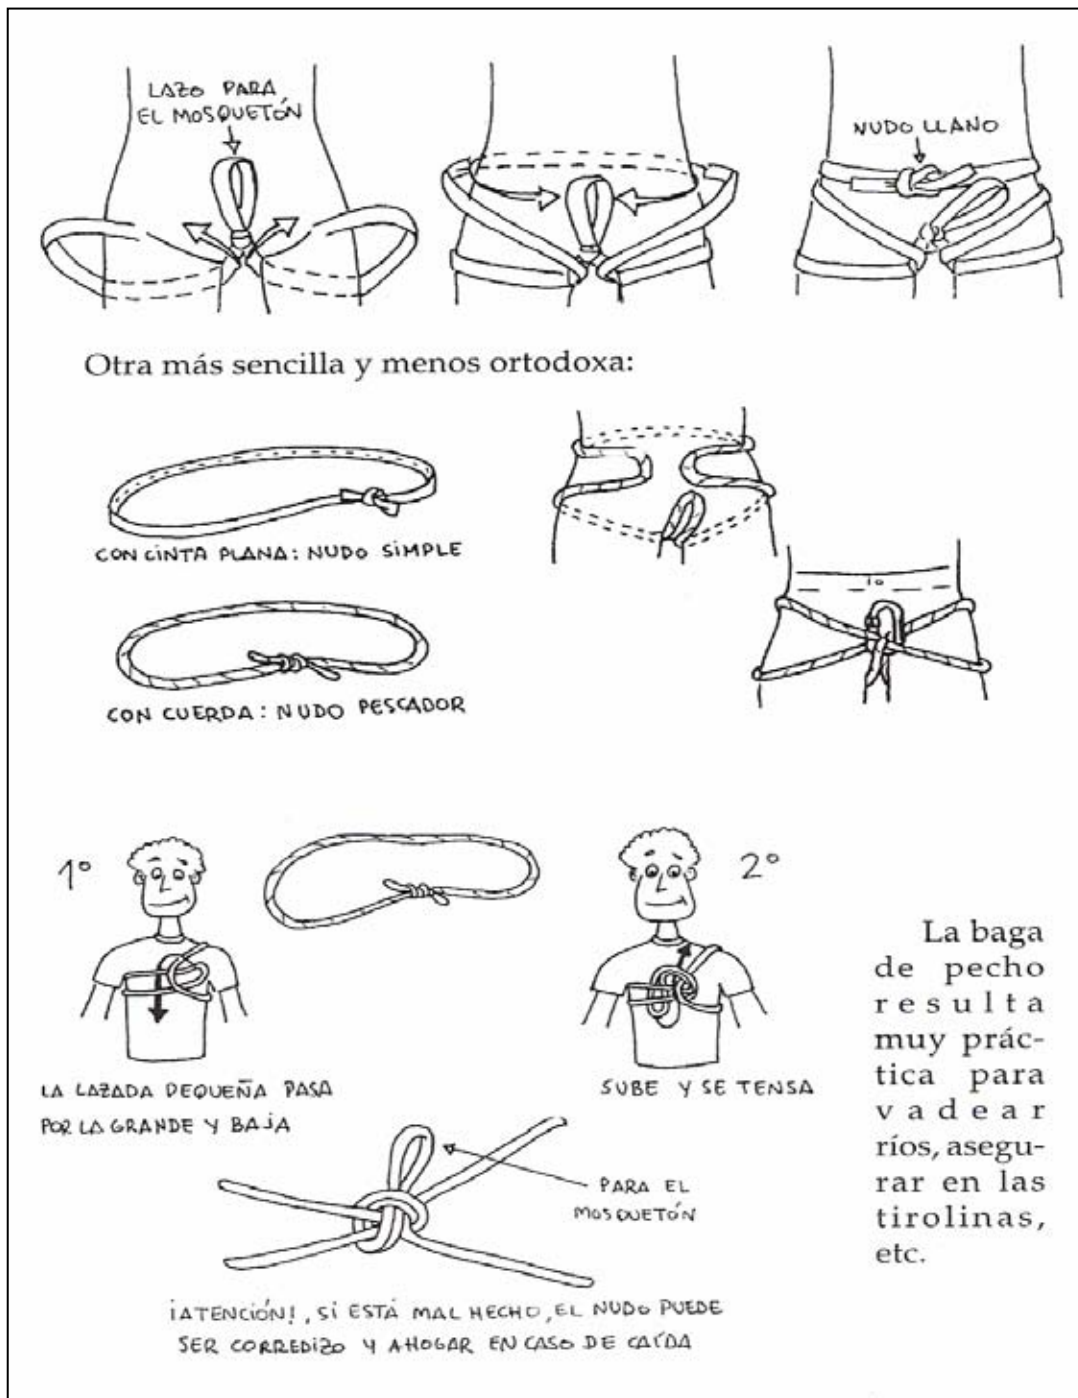 LAZO PARA
EL MOSQUETÓN
NUDO LLANO
Otra más sencilla y menos ortodoxa:
CON CINTA PLANA: NUDO SIMPLE
CON CUERDA: NUDO PESCADOR
1º
2º
LA LAZADA PEQUEÑA PASA
POR LA GRANDE Y BAJA
SUBE Y SE TENSA
PARA EL
MOSQUETÓN
¡ATENCIÓN!, SI ESTÁ MAL HECHO, EL NUDO PUEDE
SER CORREDIZO Y AHOGAR EN CASO DE CAÍDA
La baga
de pecho
resulta
muy prác-
tica para
vadear
ríos, asegu-
rar en las
tirolinas,
etc.